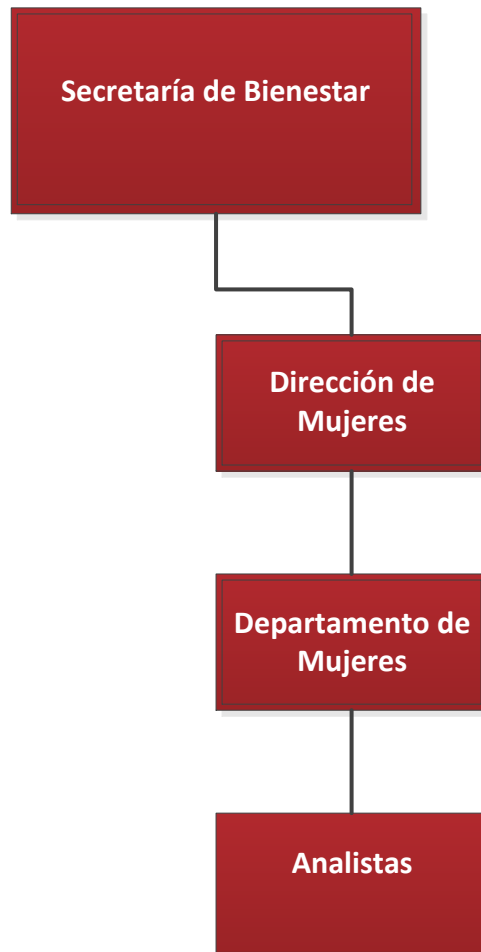 Secretaría de Bienestar
Dirección de
Mujeres
Departamento de
Mujeres
Analistas